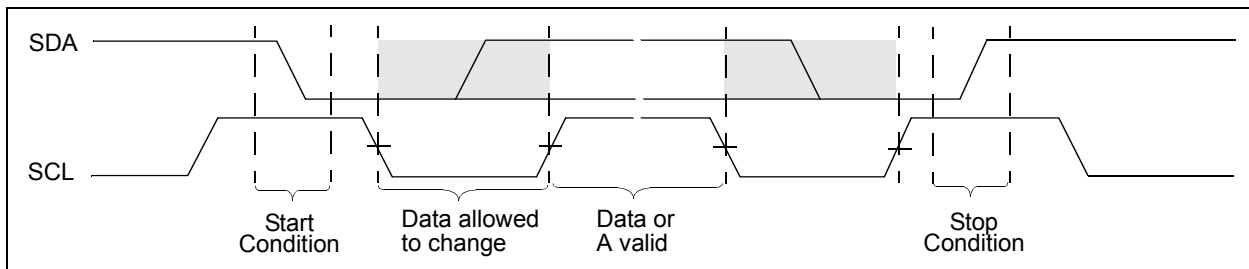 SDA
SCL
Start
Condition
Data allowed
to change
Data or
A valid
Stop
Condition